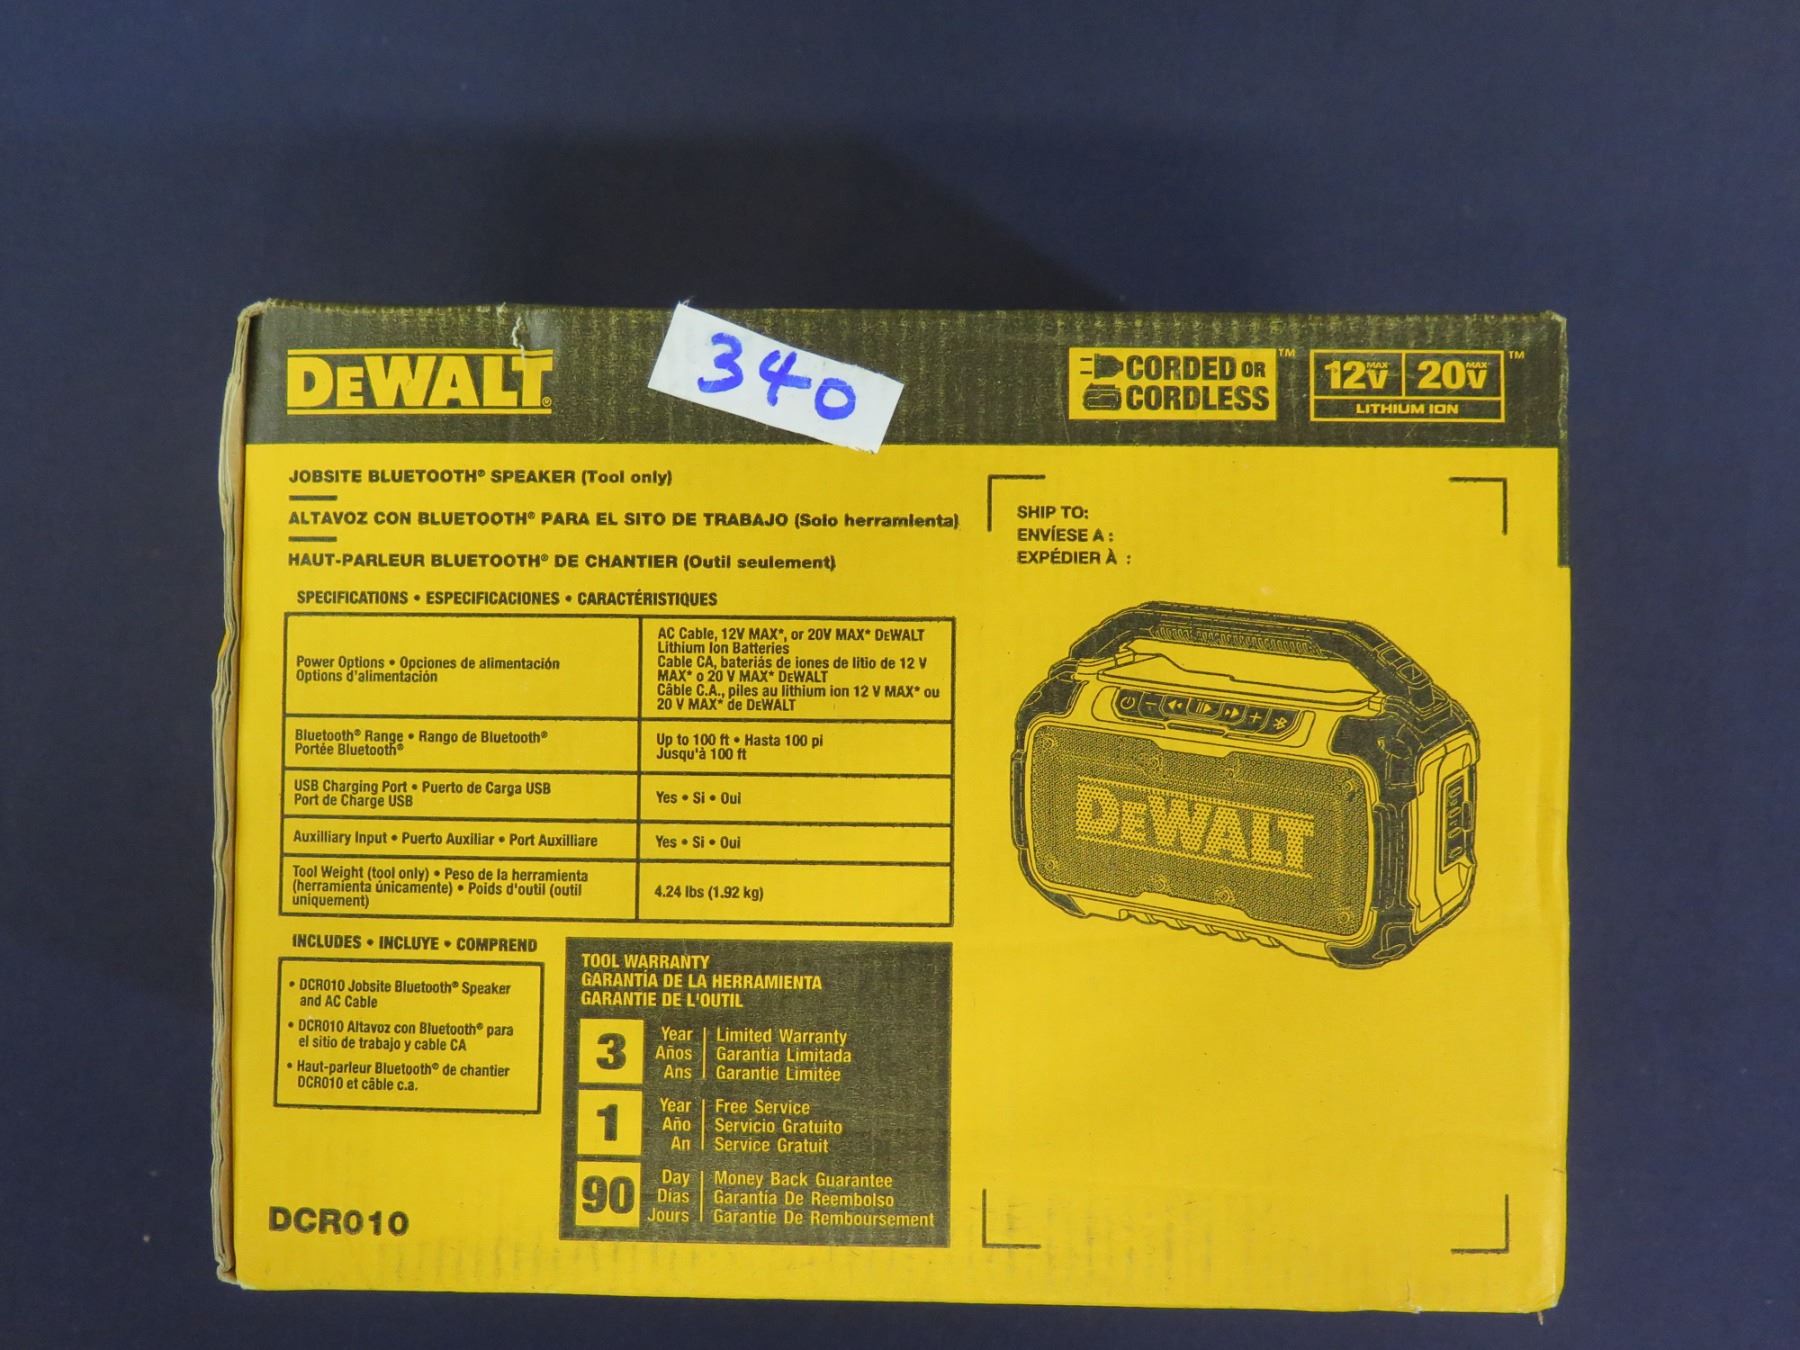 DEWALT®
340
CORDED OR
CORDLESS
™
12V MAX 20V MAX ™
LITHIUM ION
JOBSITE BLUETOOTH® SPEAKER (Tool only)
ALTAVOZ CON BLUETOOTH® PARA EL SITO DE TRABAJO (Solo herramienta)
HAUT-PARLEUR BLUETOOTH® DE CHANTIER (Outil seulement)
SHIP TO:
ENVÍESE A :
EXPÉDIER À :
SPECIFICATIONS • ESPECIFICACIONES • CARACTÉRISTIQUES
Power Options • Opciones de alimentación
Options d'alimentación
AC Cable, 12V MAX*, or 20V MAX* DEWALT
Lithium Ion Batteries
Cable CA, bateriás de iones de litio de 12 V
MAX* o 20 V MAX* DEWALT
Câble C.A., piles au lithium ion 12 V MAX* ou
20 V MAX* de DEWALT
Bluetooth® Range • Rango de Bluetooth®
Portée Bluetooth®
Up to 100 ft • Hasta 100 pi
Jusqu'à 100 ft
USB Charging Port • Puerto de Carga USB
Port de Charge USB
Yes • Si • Oui
Auxilliary Input • Puerto Auxiliar • Port Auxilliare
Yes • Si • Oui
Tool Weight (tool only) • Peso de la herramienta
(herramienta únicamente) • Poids d'outil (outil
uniquement)
4.24 lbs (1.92 kg)
DEWALT
INCLUDES • INCLUYE • COMPREND
• DCR010 Jobsite Bluetooth® Speaker
and AC Cable
• DCR010 Altavoz con Bluetooth® para
el sitio de trabajo y cable CA
• Haut-parleur Bluetooth® de chantier
DCR010 et câble c.a.
TOOL WARRANTY
GARANTÍA DE LA HERRAMIENTA
GARANTIE DE L'OUTIL
3
Year | Limited Warranty
Años | Garantía Limitada
Ans | Garantie Limitée
1
Year | Free Service
Año | Servicio Gratuito
An | Service Gratuit
90
Day | Money Back Guarantee
Días | Garantía De Reembolso
Jours | Garantie De Remboursement
DCR010